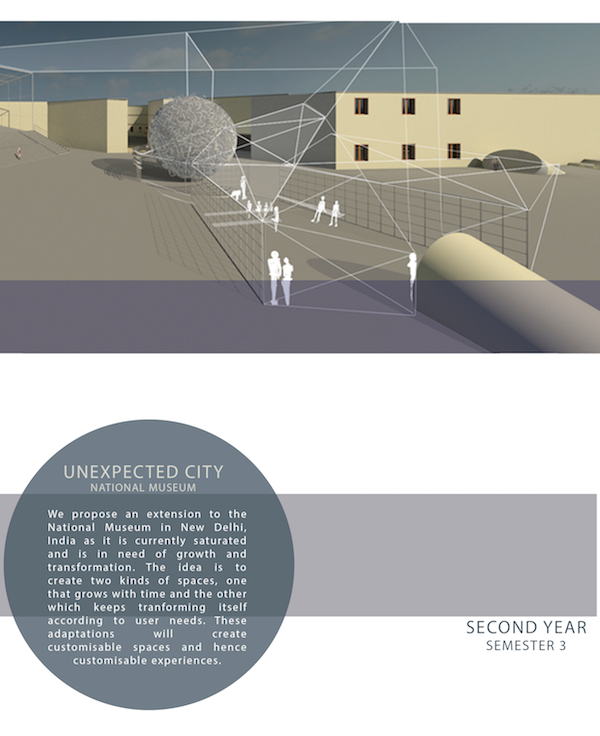 UNEXPECTED CITY
NATIONAL MUSEUM
We propose an extension to the
National Museum in New Delhi,
India as it is currently saturated
and is in need of growth and
transformation. The idea is to
create two kinds of spaces, one
that grows with time and the other
which keeps tranforming itself
according to user needs. These
adaptations will create
customisable spaces and hence
customisable experiences.
SECOND YEAR
SEMESTER 3